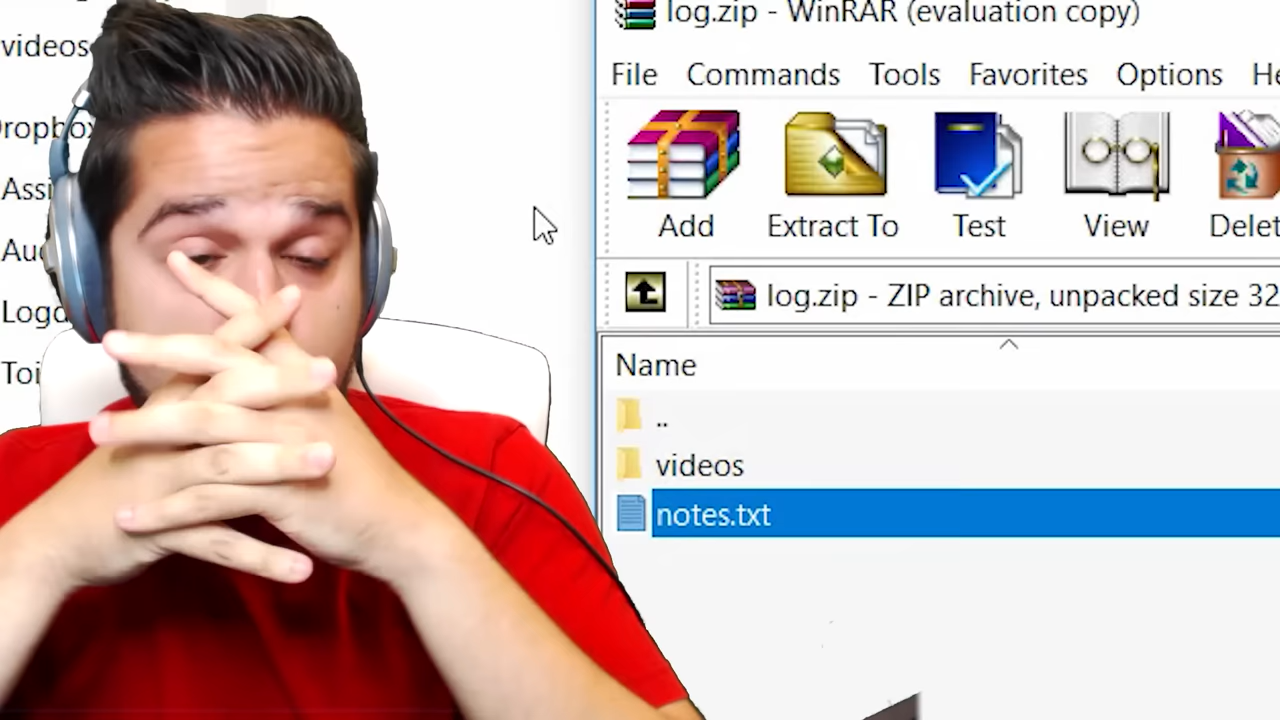 videos
log.zip - WinRAR (evaluation copy)
File Commands Tools Favorites Options
Add Extract To Test View
log.zip - ZIP archive, unpacked size 32
Name
..
videos
notes.txt